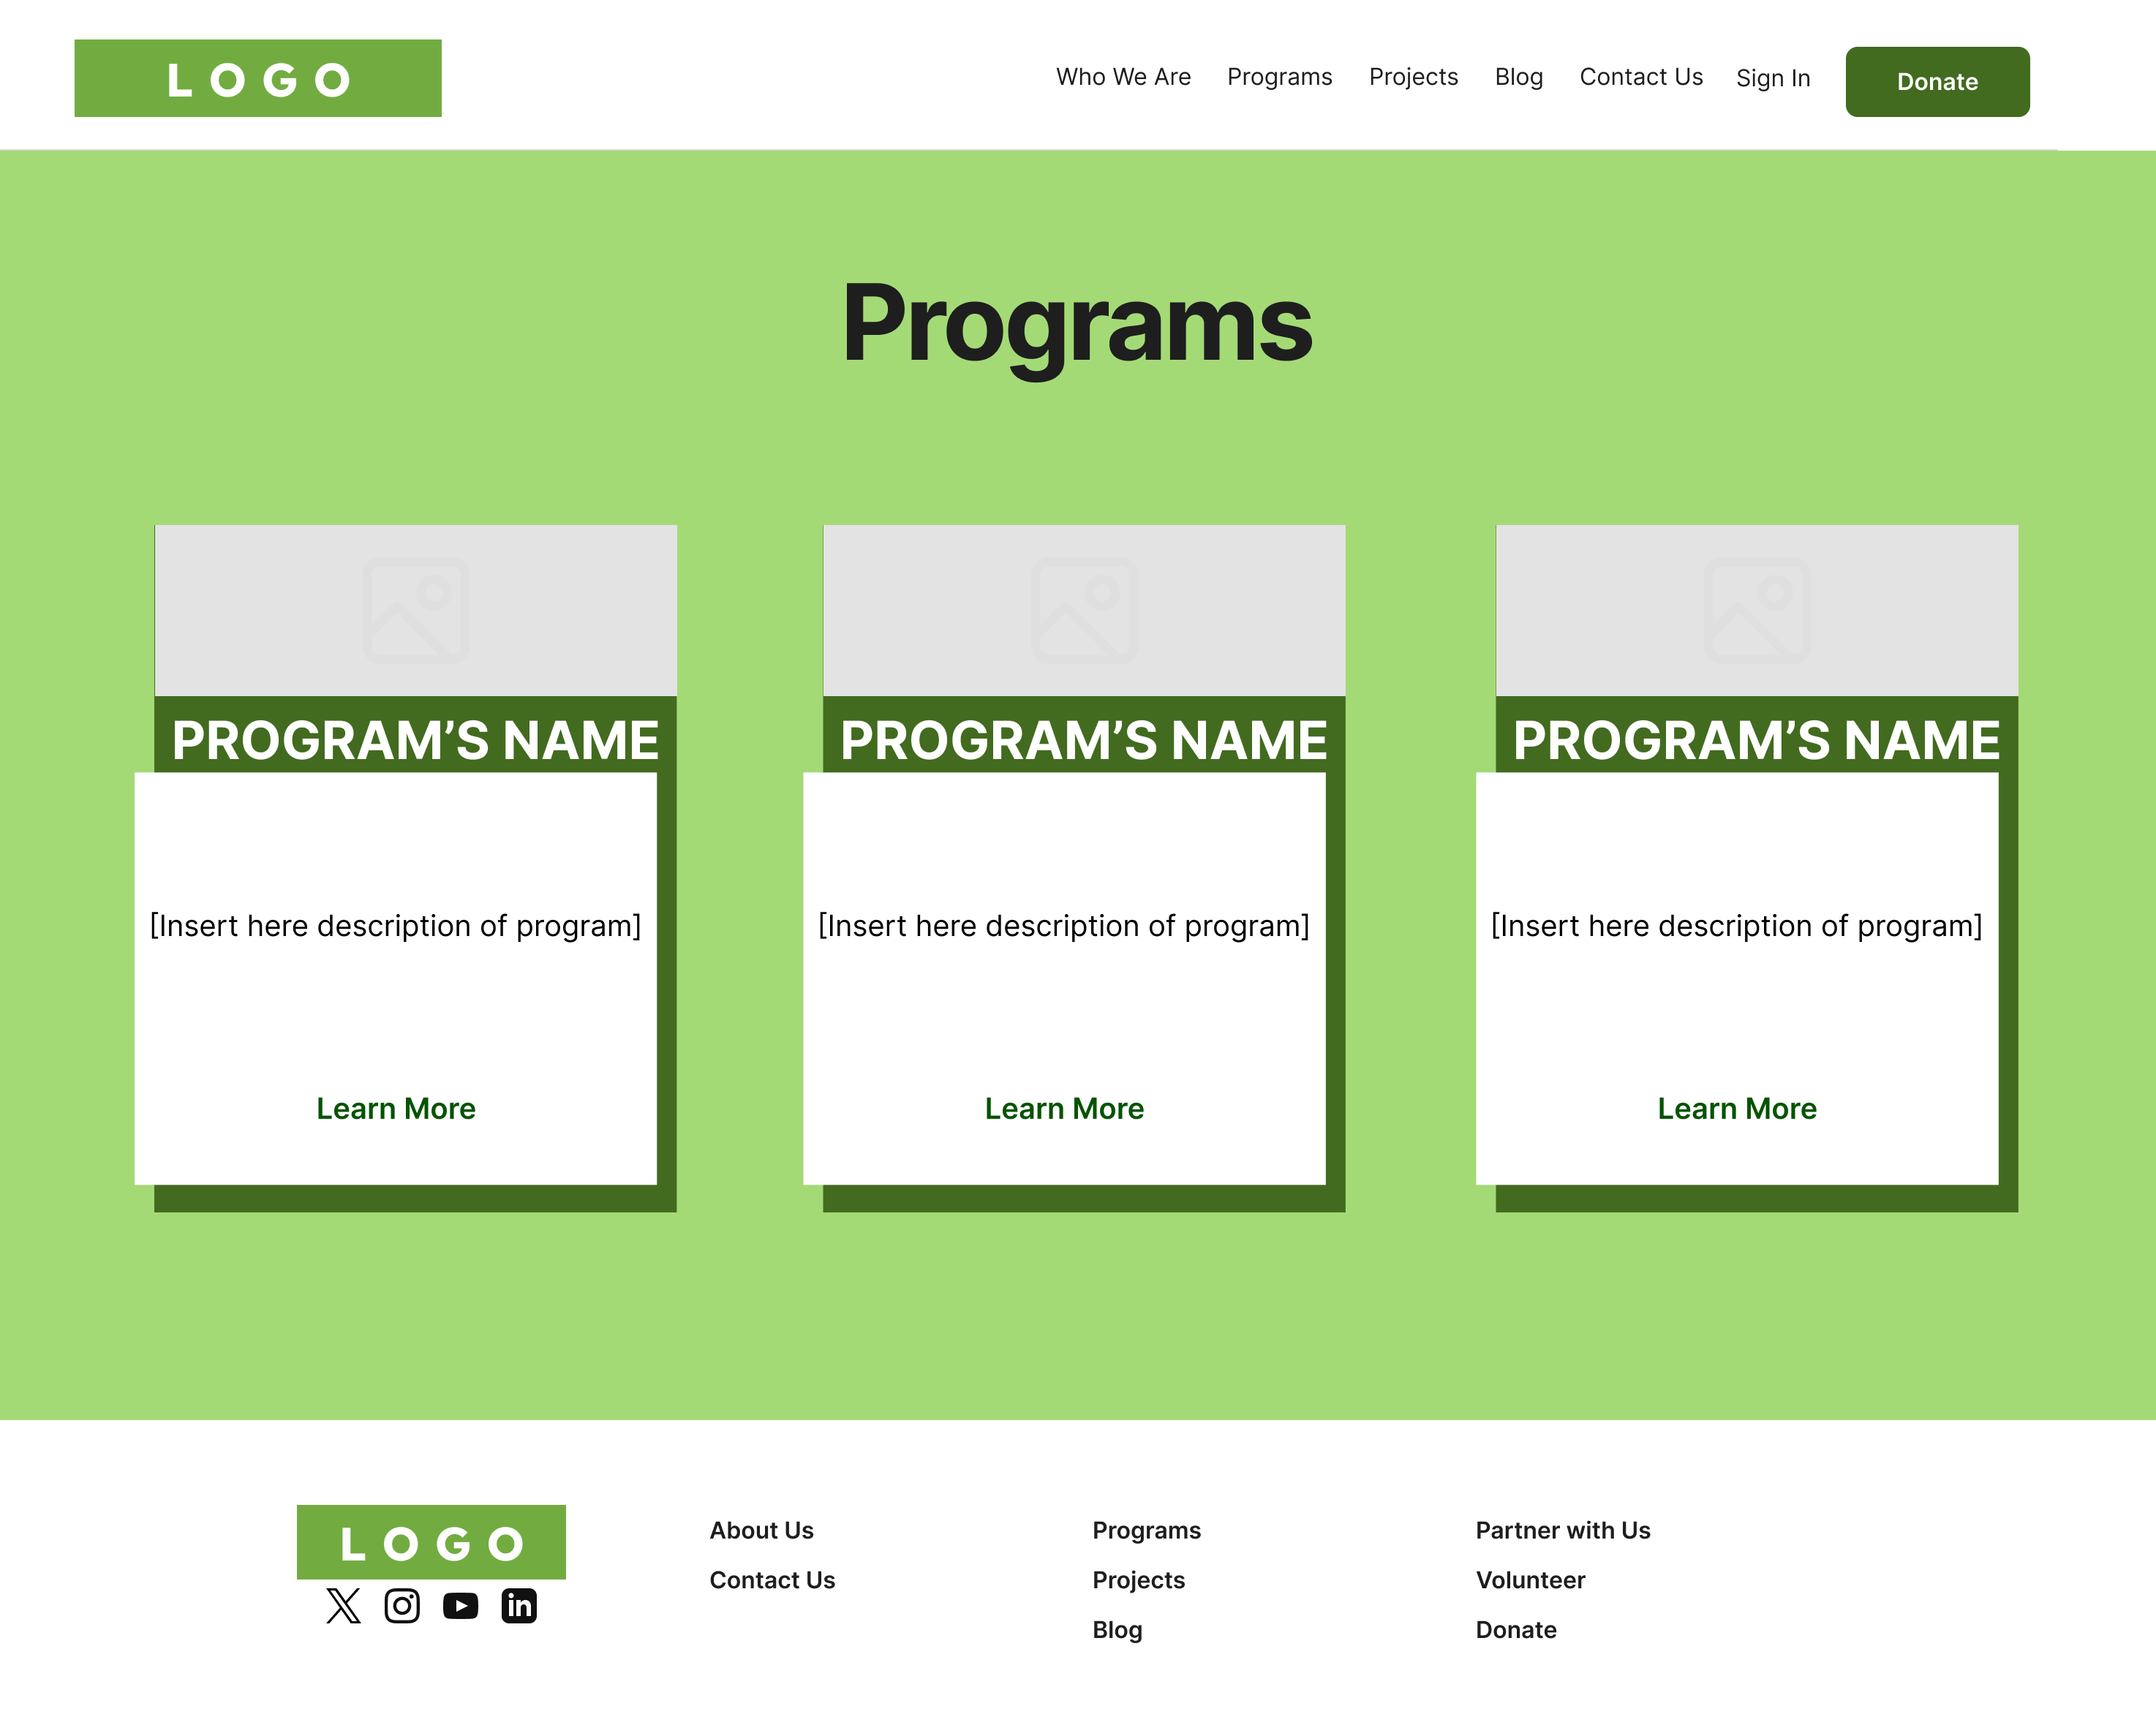 LOGO
Who We Are Programs Projects Blog Contact Us Sign In Donate
Programs
PROGRAM’S NAME PROGRAM’S NAME PROGRAM’S NAME
[Insert here description of program] [Insert here description of program] [Insert here description of program]
Learn More Learn More Learn More
LOGO
About Us Programs Partner with Us
Contact Us Projects Volunteer
Blog Donate